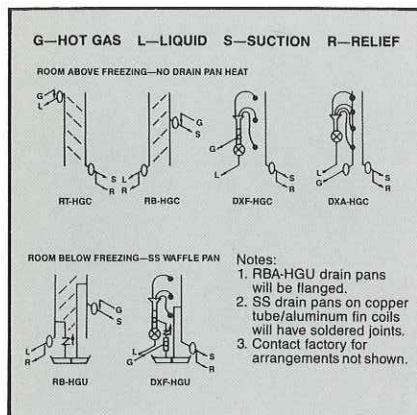 G—HOT GAS L—LIQUID S—SUCTION R—RELIEF
ROOM ABOVE FREEZING—NO DRAIN PAN HEAT
G
L
S
R
RT-HGC
G
S
L
R
RB-HGC
G
L
S
R
DXF-HGC
L
G
S
R
DXA-HGC
ROOM BELOW FREEZING—SS WAFFLE PAN
G
S
L
R
RB-HGU
L
G
S
R
DXF-HGU
Notes:
1. RBA-HGU drain pans
will be flanged.
2. SS drain pans on copper
tube/aluminum fin coils
will have soldered joints.
3. Contact factory for
arrangements not shown.